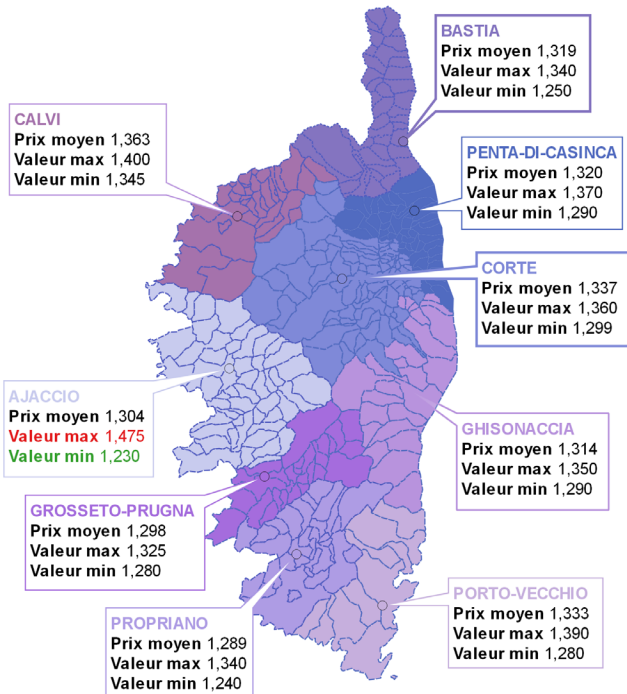 BASTIA
Prix moyen 1,319
Valeur max 1,340
Valeur min 1,250
CALVI
Prix moyen 1,363
Valeur max 1,400
Valeur min 1,345
PENTA-DI-CASINCA
Prix moyen 1,320
Valeur max 1,370
Valeur min 1,290
CORTE
Prix moyen 1,337
Valeur max 1,360
Valeur min 1,299
AJACCIO
Prix moyen 1,304
Valeur max 1,475
Valeur min 1,230
GHISONACCIA
Prix moyen 1,314
Valeur max 1,350
Valeur min 1,290
GROSSETO-PRUGNA
Prix moyen 1,298
Valeur max 1,325
Valeur min 1,280
PORTO-VECCHIO
Prix moyen 1,333
Valeur max 1,390
Valeur min 1,280
PROPRIANO
Prix moyen 1,289
Valeur max 1,340
Valeur min 1,240